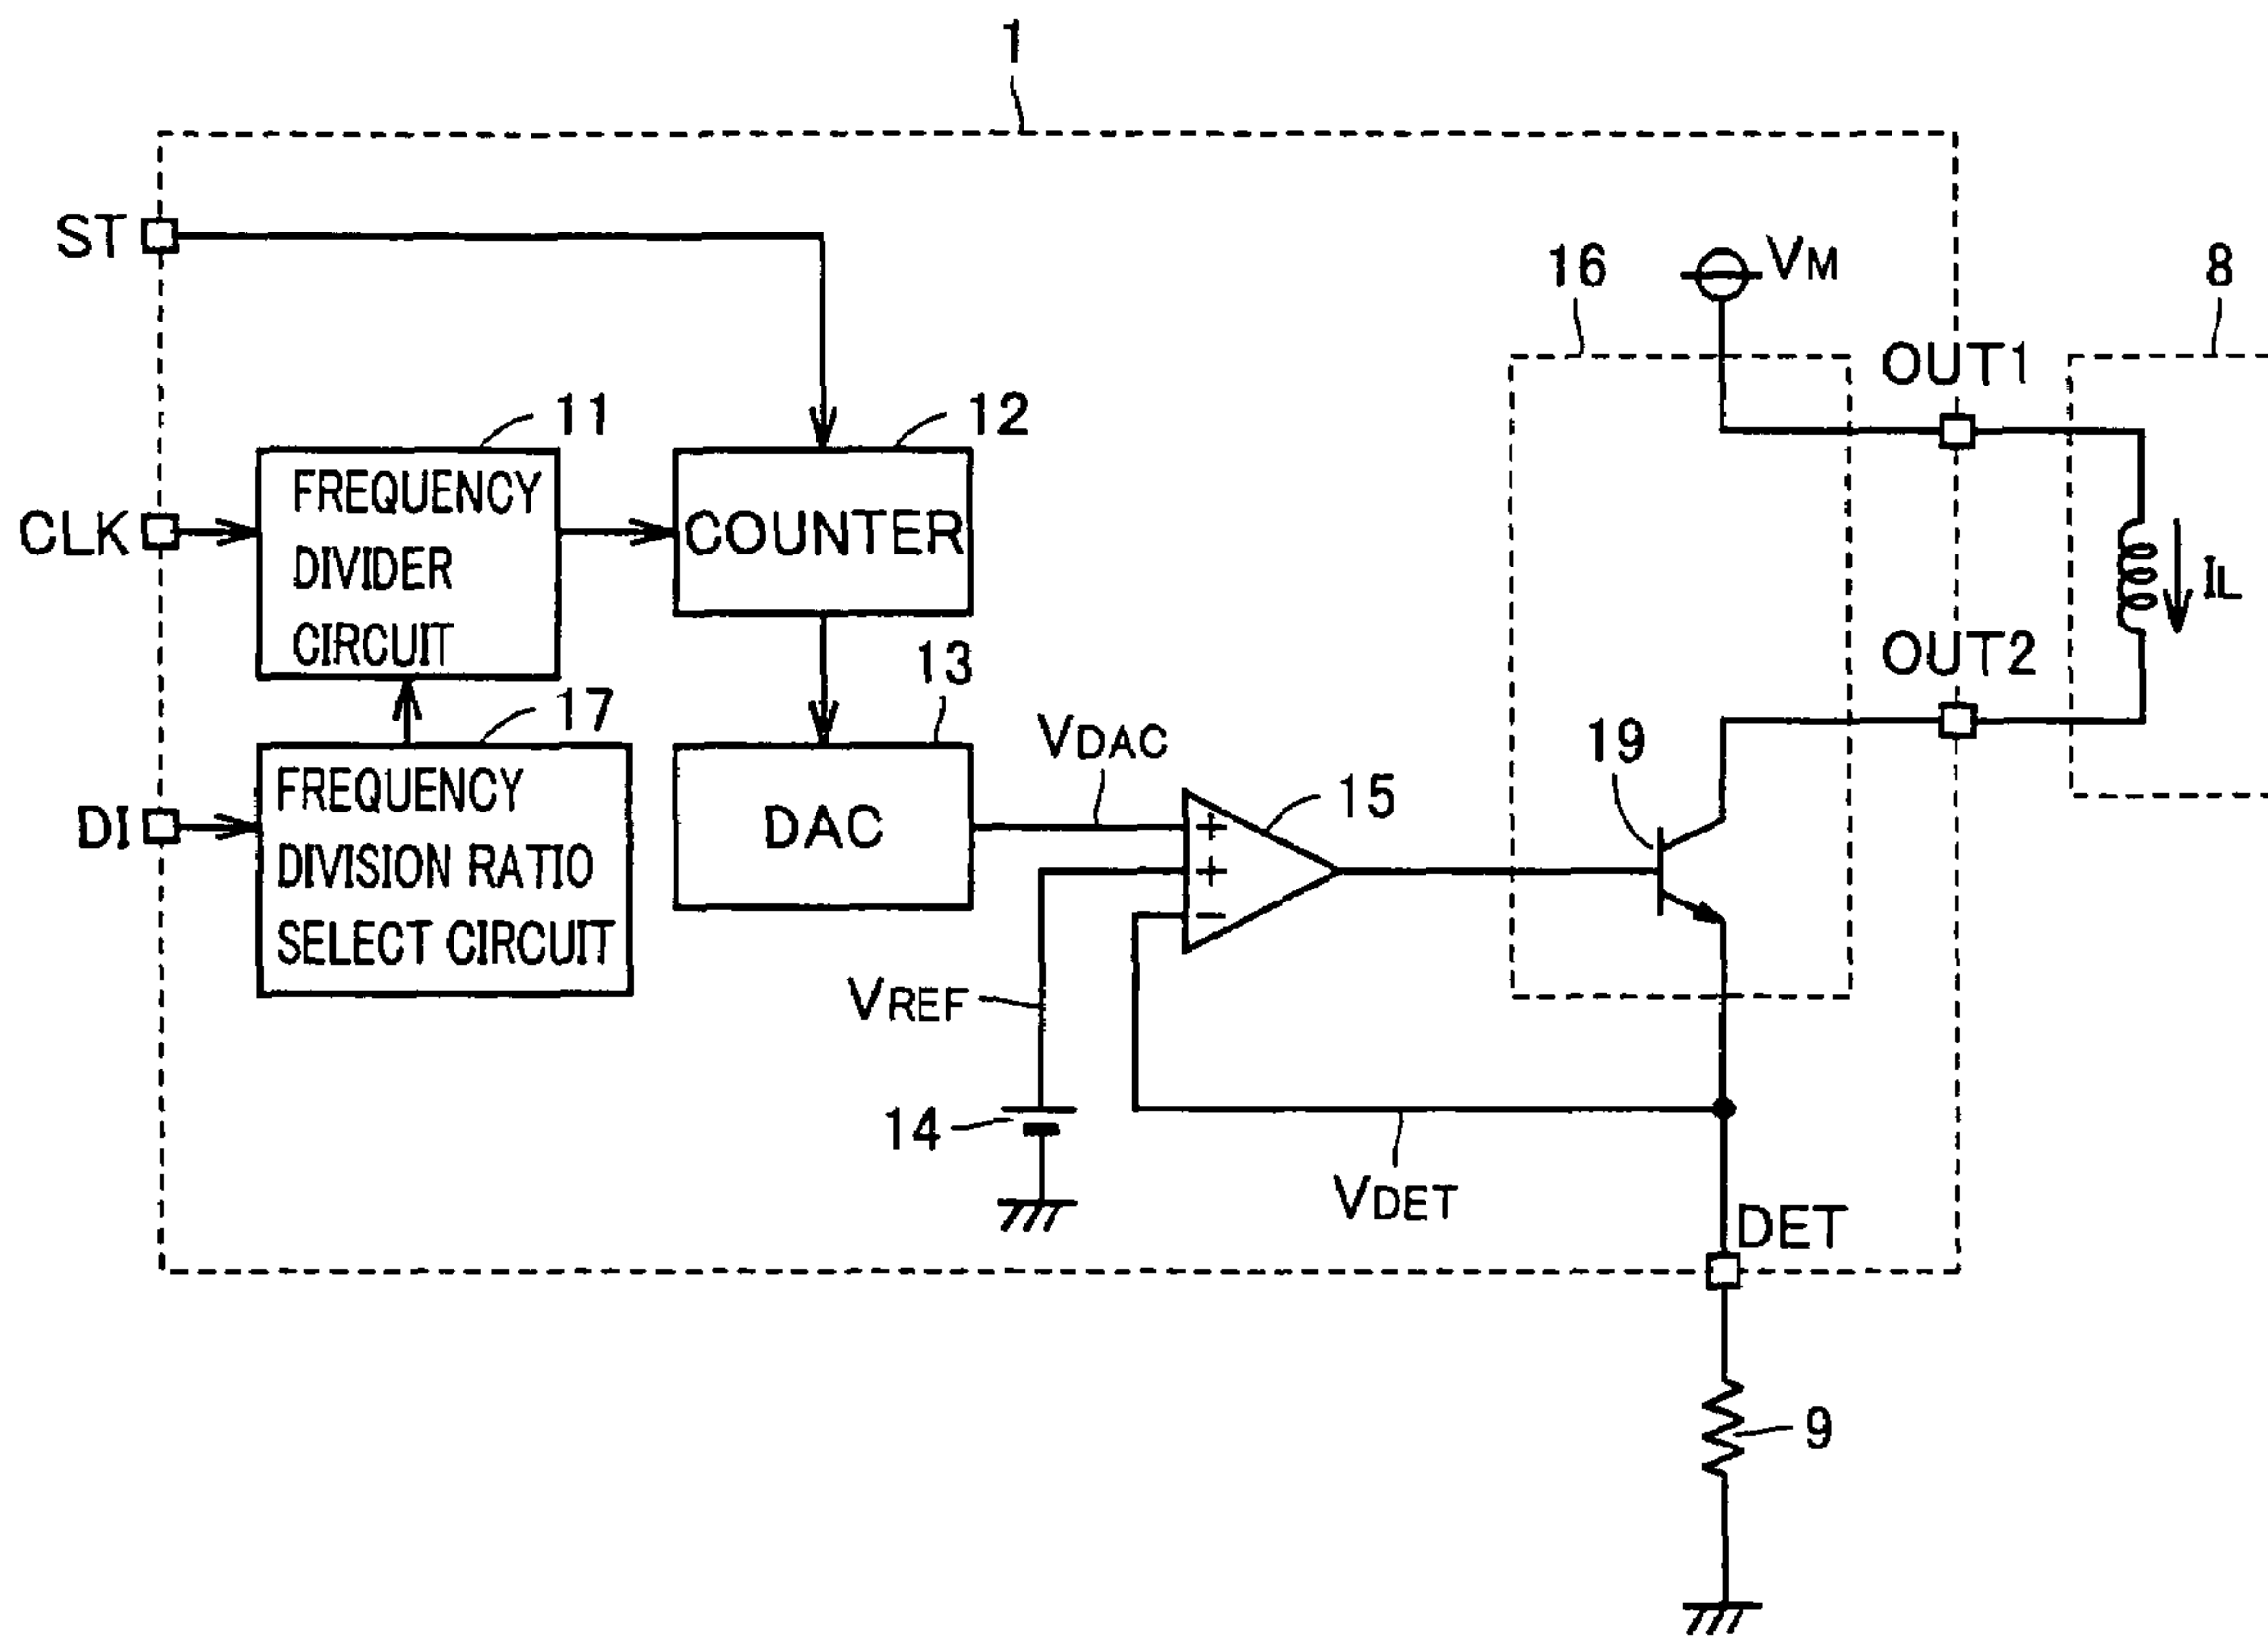 1
ST
16
VM
8
OUT1
11
12
FREQUENCY
DIVIDER
CIRCUIT
CLK
COUNTER
IL
OUT2
13
17
VDAC
19
15
DI
FREQUENCY
DIVISION RATIO
SELECT CIRCUIT
DAC
+
+
−
VREF
14
VDET
DET
9